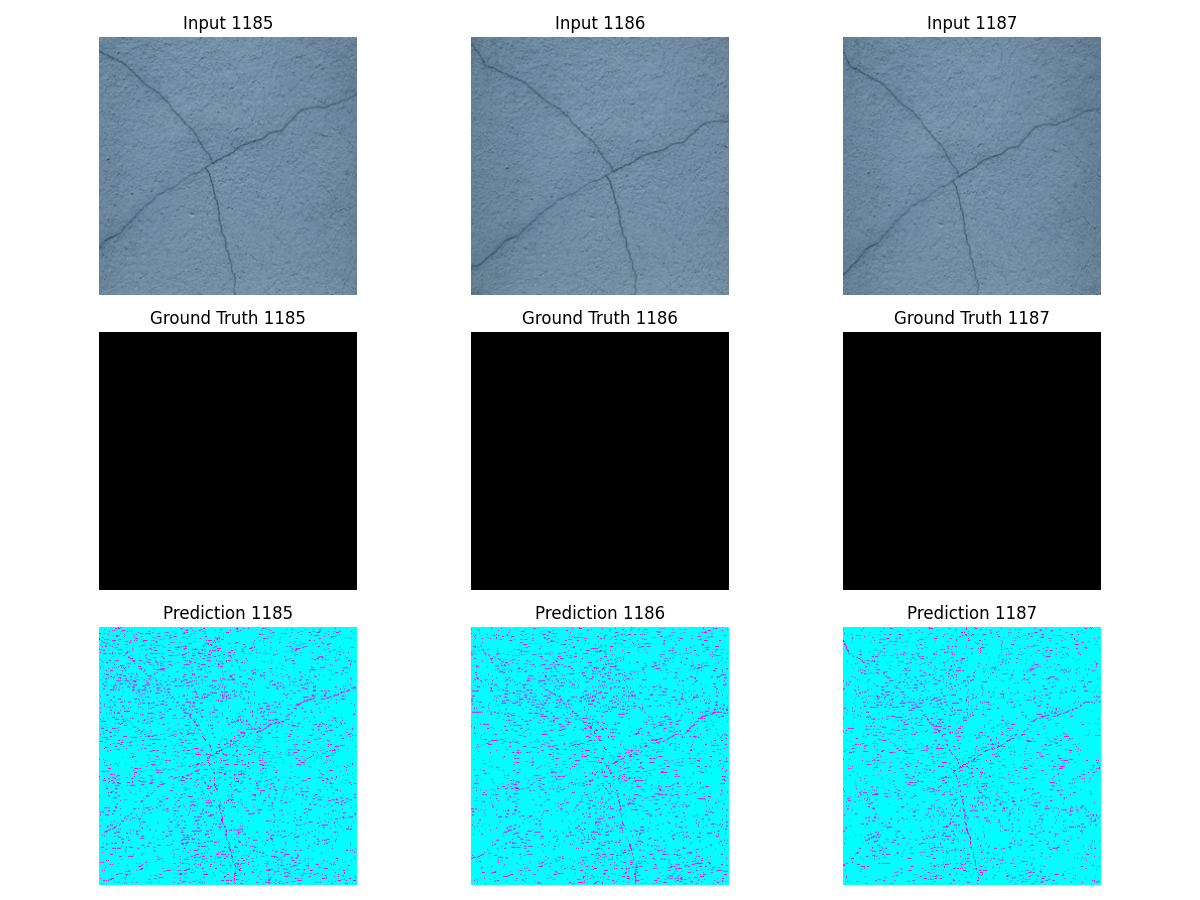 Input 1185
Input 1186
Input 1187
Ground Truth 1185
Ground Truth 1186
Ground Truth 1187
Prediction 1185
Prediction 1186
Prediction 1187